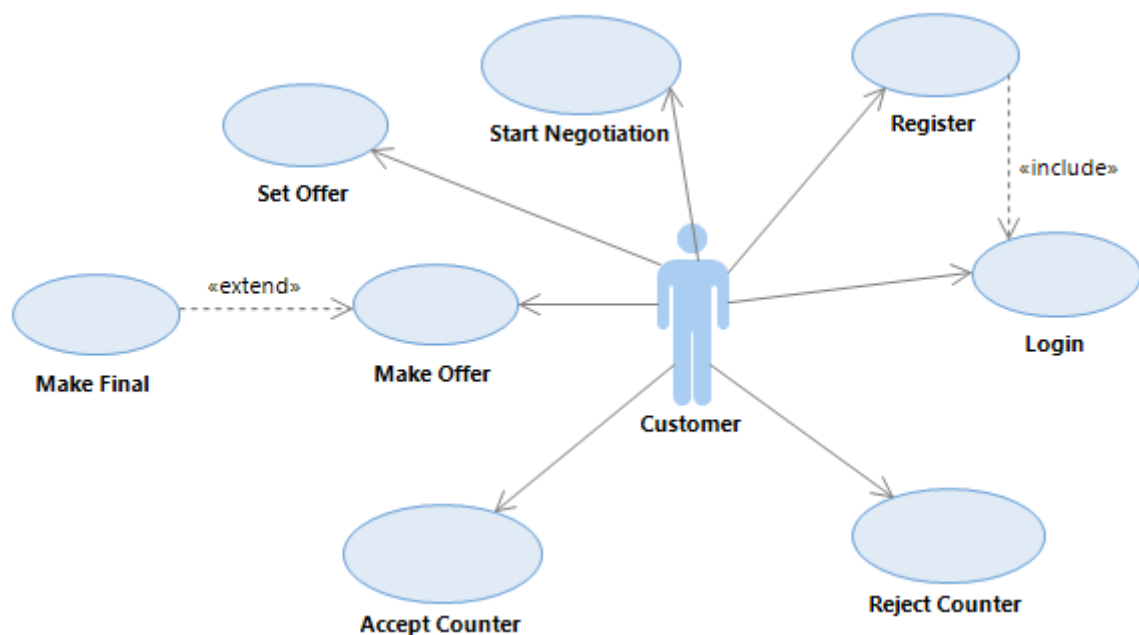 Start Negotiation
Register
Set Offer
«include»
«extend»
Make Final
Make Offer
Login
Customer
Accept Counter
Reject Counter